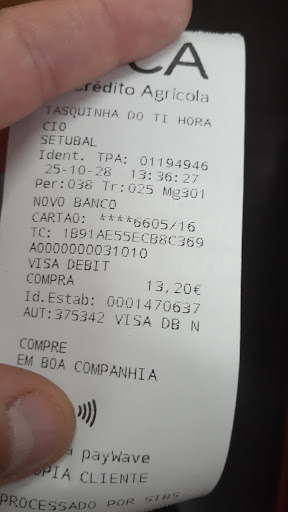 CA
Crédito Agrícola
TASQUINHA DO TI HORA
CIO
SETUBAL
Ident. TPA: 01194946
25-10-28 13:36:27
Per:038 Tr:025 Mg301
NOVO BANCO
CARTAO: ****6605/16
TC: 1B91AE55ECB8C369
A0000000031010
VISA DEBIT
COMPRA 13,20€
Id.Estab: 0001470637
AUT:375342 VISA DB N
COMPRE
EM BOA COMPANHIA
payWave
COPIA CLIENTE
PROCESSADO POR SIBS